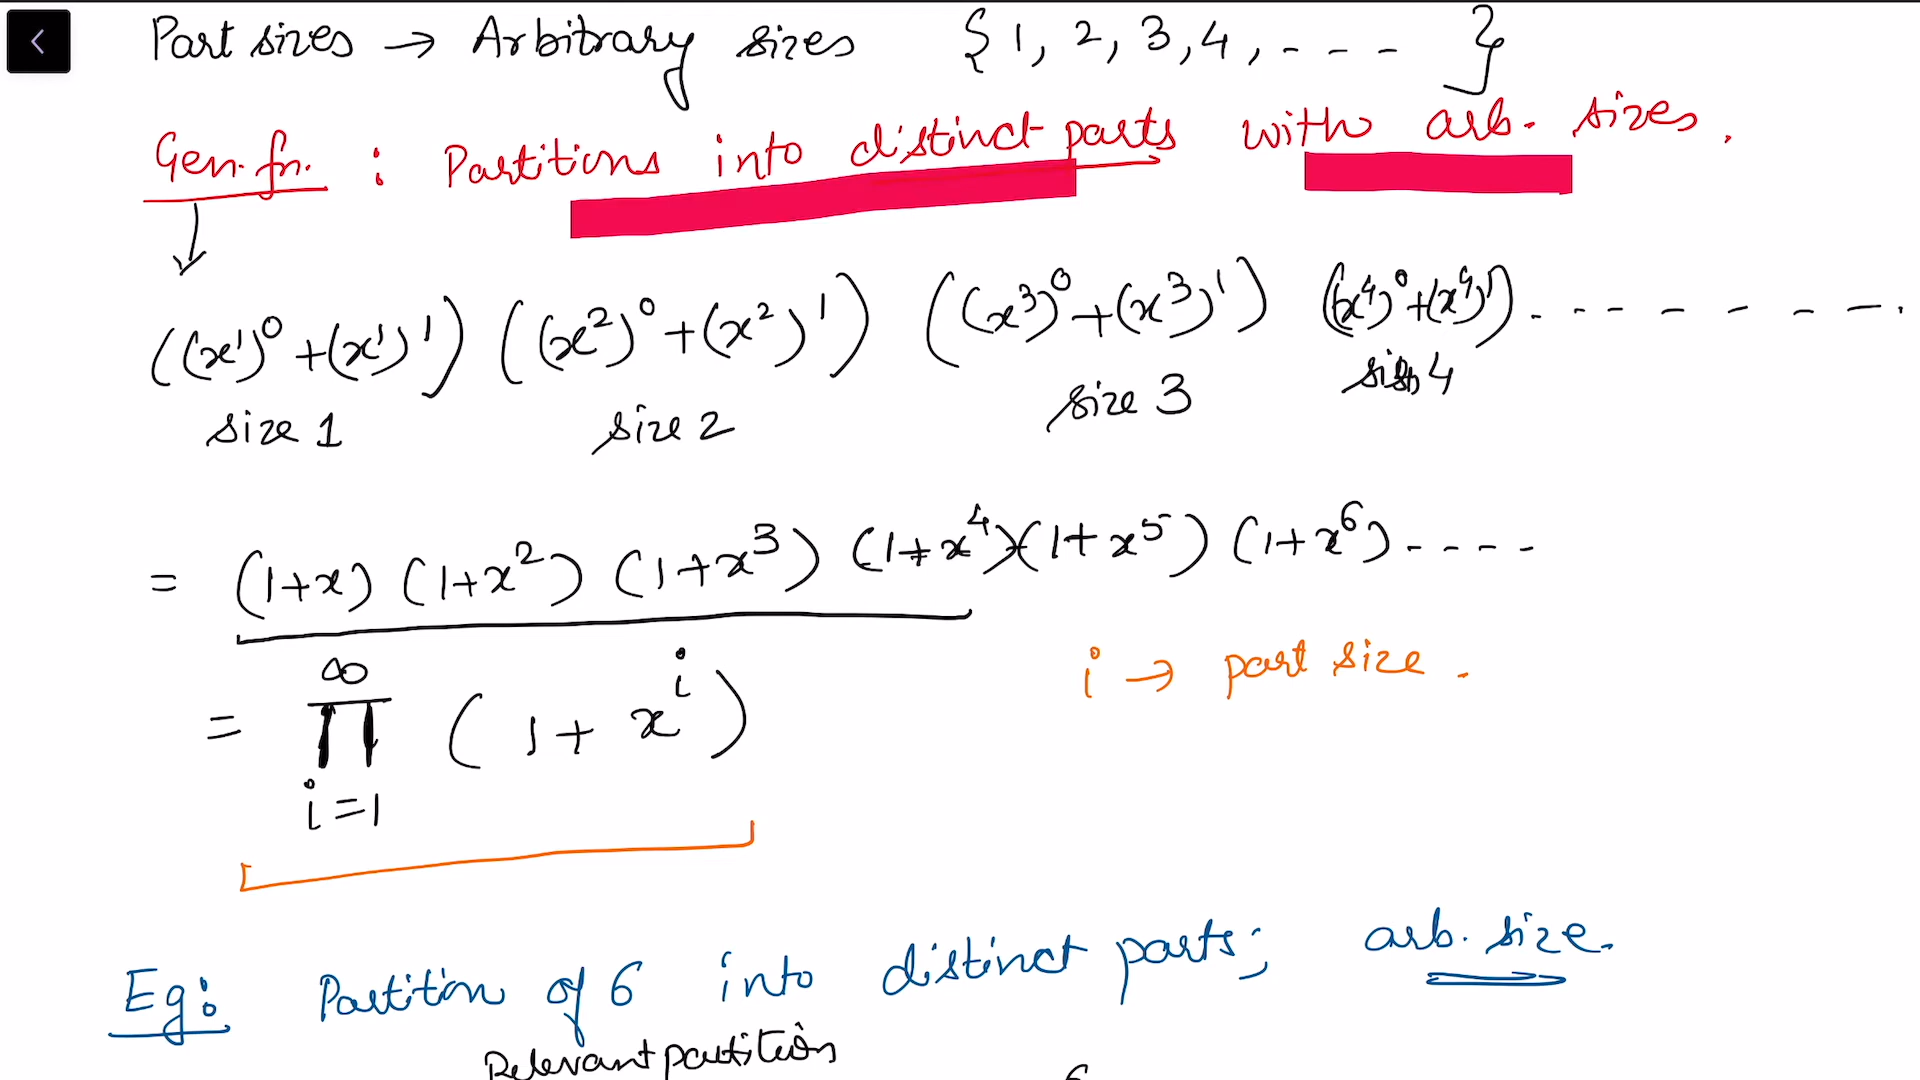 Part sizes → Arbitrary sizes {1, 2, 3, 4, - - - - }
Gen. fn. : Partitions into distinct parts with arb. sizes.
((x¹)⁰ + (x¹)¹) ((x²)⁰ + (x²)¹) ((x³)⁰ + (x³)¹) ((x⁴)⁰ + (x⁴)¹) - - - - - - -
size 1 size 2 size 3 4
= (1+x) (1+x²) (1+x³) (1+x⁴) (1+x⁵) (1+x⁶) - - - -
i → part size.
= ∞ ∏ i=1 (1 + xⁱ)
Eg: Partition of 6 into distinct parts; arb. size.
Relevant partitions